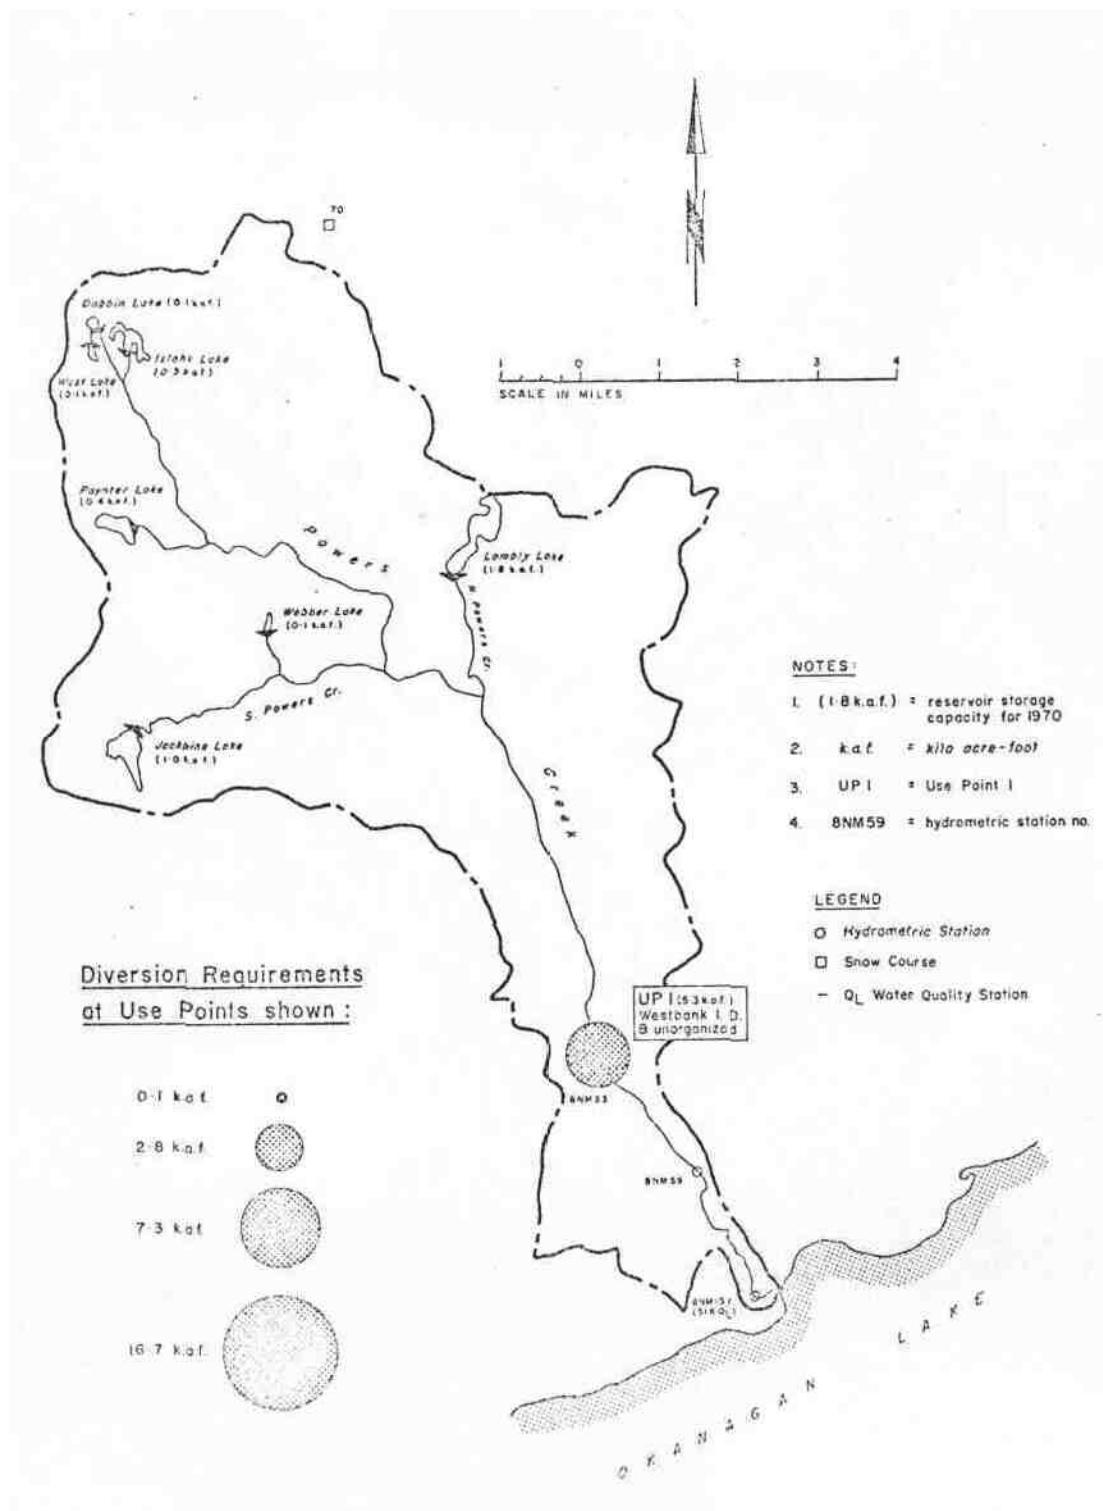 70
Dobbin Lake (0·1 k.a.f.)
Island Lake
West Lake
(0·1 k.a.f.)
1 0 1 2 3 4
SCALE IN MILES
Paynter Lake
(0·4 k.a.f.)
Powers
Lambly Lake
(1·8 k.a.f.)
N. Powers Cr.
Webber Lake
(0·1 k.a.f.)
S. Powers Cr.
Jackpine Lake
(1·0 k.a.f.)
Creek
NOTES:
1. (1·8 k.a.f.) = reservoir storage
capacity for 1970
2. k.a.f. = kilo acre-foot
3. UP 1 = Use Point 1
4. 8NM59 = hydrometric station no.
LEGEND
Hydrometric Station
Snow Course
– QL Water Quality Station
Diversion Requirements
at Use Points shown :
0·1 k.a.f.
2·8 k.a.f.
7·3 k.a.f.
16·7 k.a.f.
UP 1 (5·3 k.a.f.)
Westbank I. D.
& unorganized
8NM59
OKANAGAN LAKE